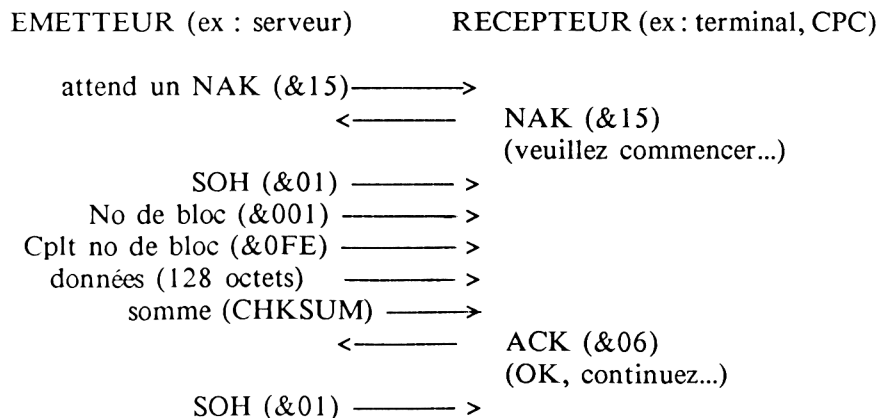 EMETTEUR (ex : serveur) RECEPTEUR (ex : terminal, CPC)
attend un NAK (&15)
NAK (&15)
(veuillez commencer...)
SOH (&01)
No de bloc (&001)
Cplt no de bloc (&0FE)
données (128 octets)
somme (CHKSUM)
ACK (&06)
(OK, continuez...)
SOH (&01)